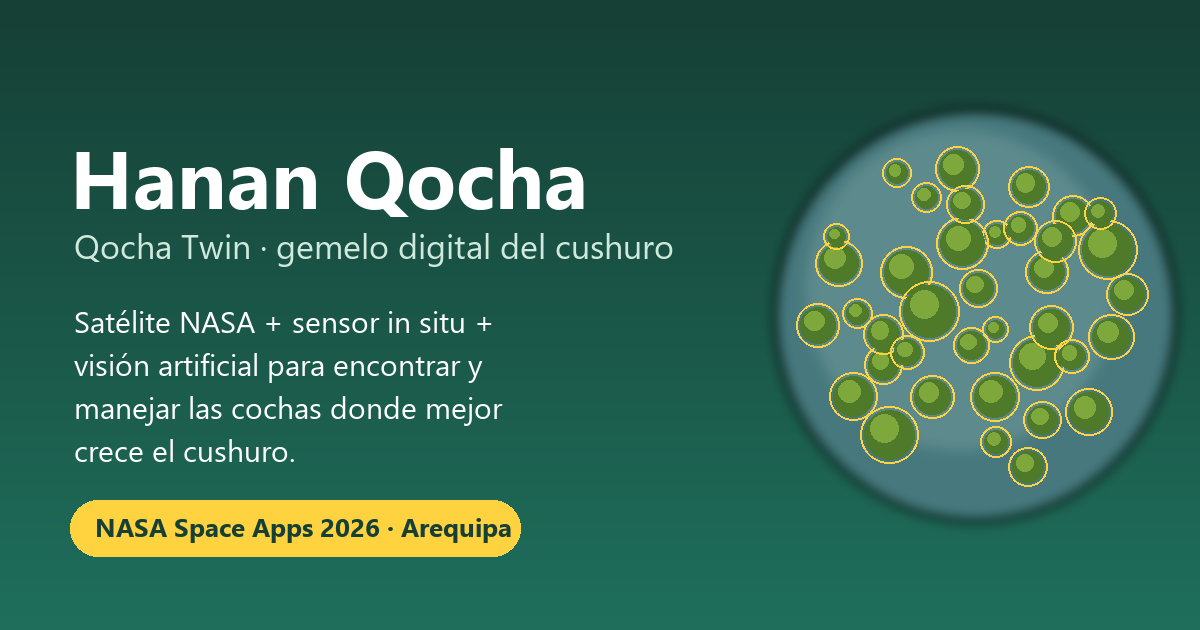 Hanan Qocha
Qocha Twin · gemelo digital del cushuro
Satélite NASA + sensor in situ +
visión artificial para encontrar y
manejar las cochas donde mejor
crece el cushuro.
NASA Space Apps 2026 · Arequipa